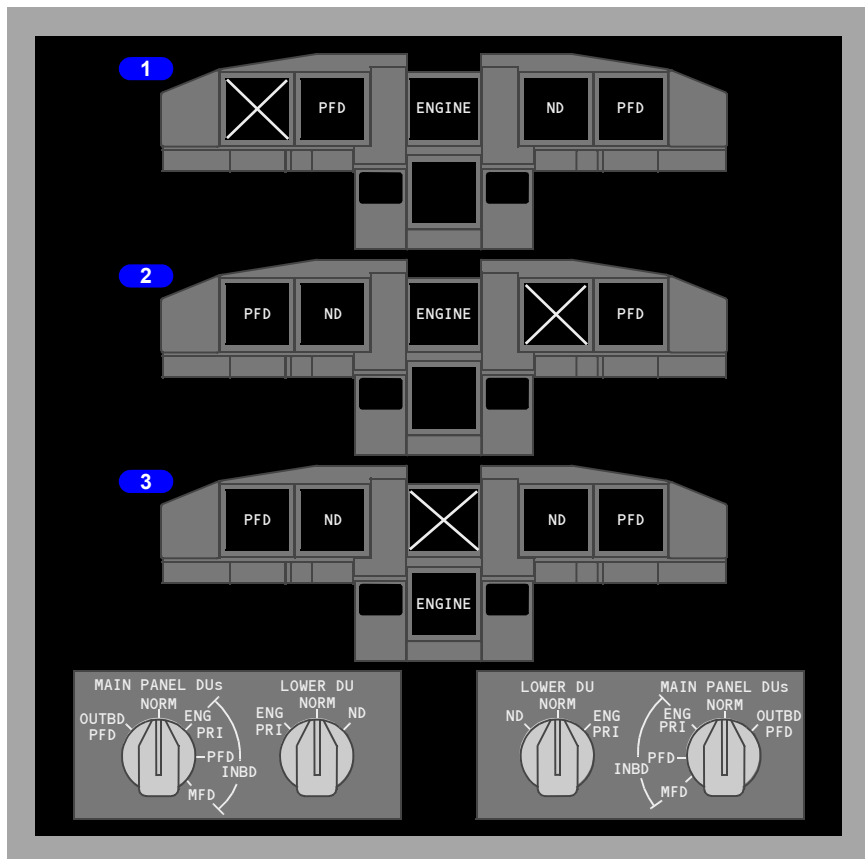 1
PFD
ENGINE
ND
PFD
2
PFD
ND
ENGINE
PFD
3
PFD
ND
ND
PFD
ENGINE
MAIN PANEL DUs
NORM
OUTBD
PFD
ENG
PRI
PFD
INBD
MFD
LOWER DU
NORM
ENG
PRI
ND
LOWER DU
NORM
ND
ENG
PRI
MAIN PANEL DUs
NORM
ENG
PRI
OUTBD
PFD
PFD
INBD
MFD